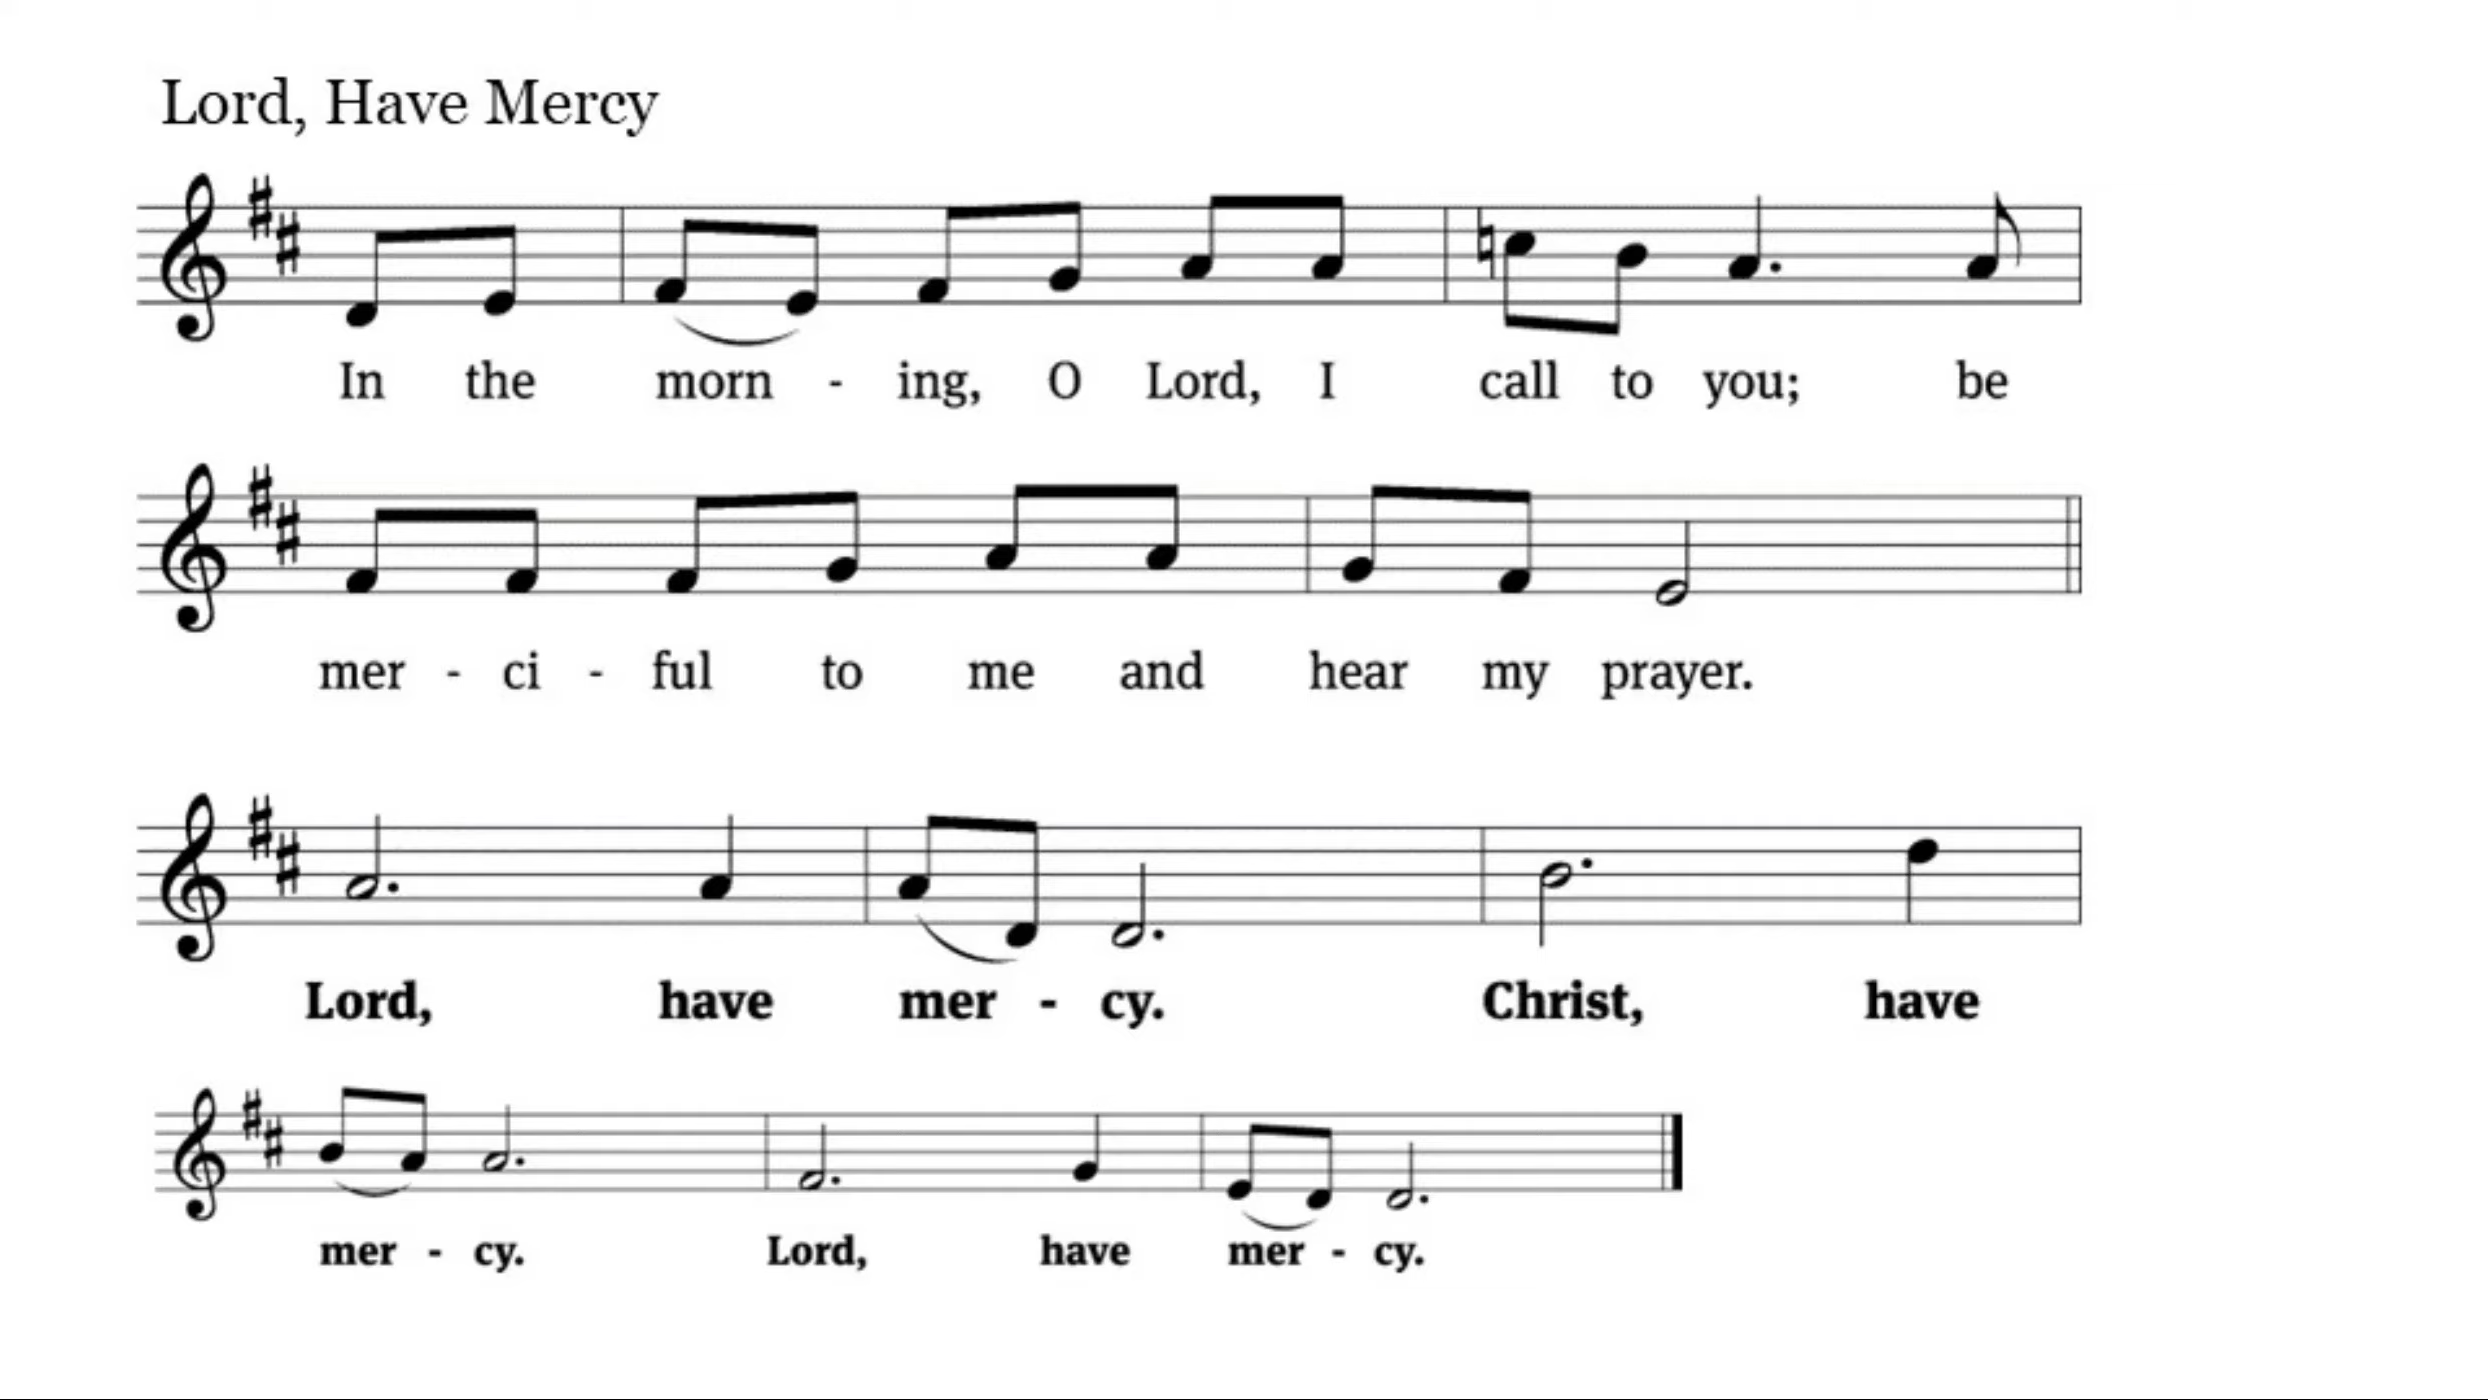 Lord, Have Mercy
In the morn - ing, O Lord, I call to you; be
mer - ci - ful to me and hear my prayer.
Lord, have mer - cy. Christ, have
mer - cy. Lord, have mer - cy.